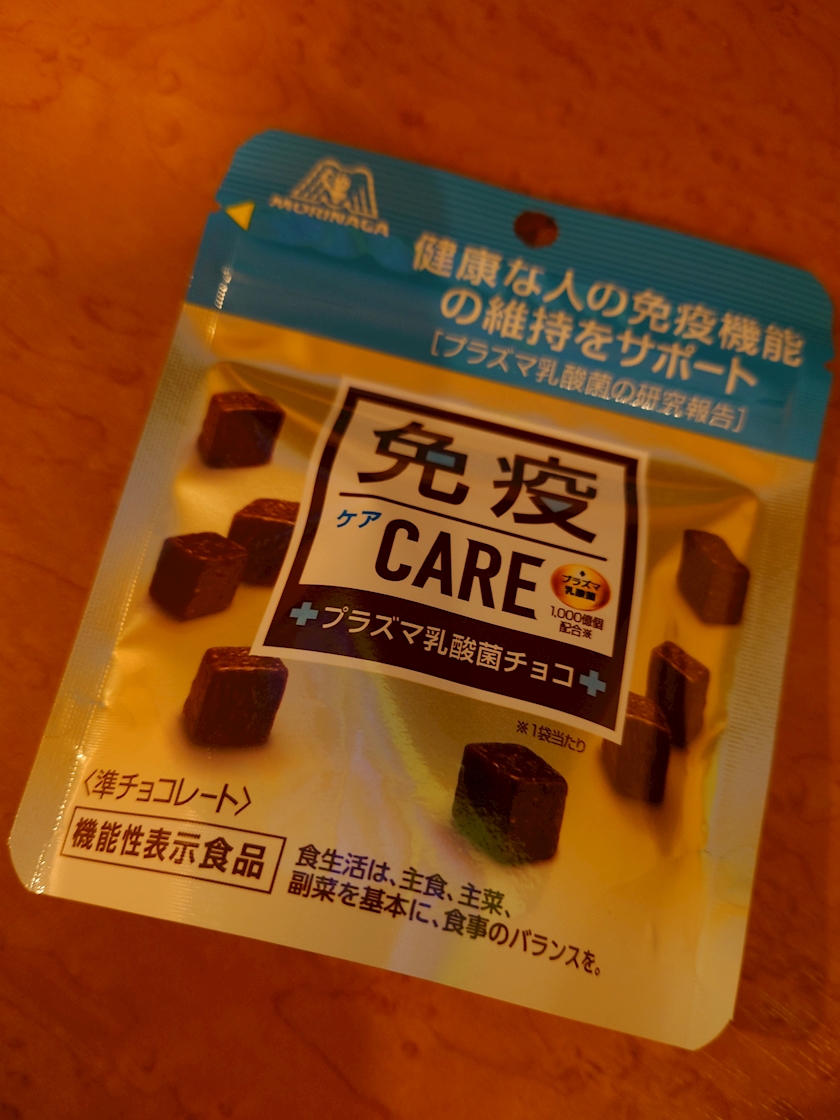 MORINAGA
健康な人の免疫機能
の維持をサポート
[プラズマ乳酸菌の研究報告]
免疫
ケア CARE
プラズマ
乳酸菌
1,000億個
配合※
プラズマ乳酸菌チョコ
※1袋当たり
〈準チョコレート〉
機能性表示食品
食生活は、主食、主菜、
副菜を基本に、食事のバランスを。